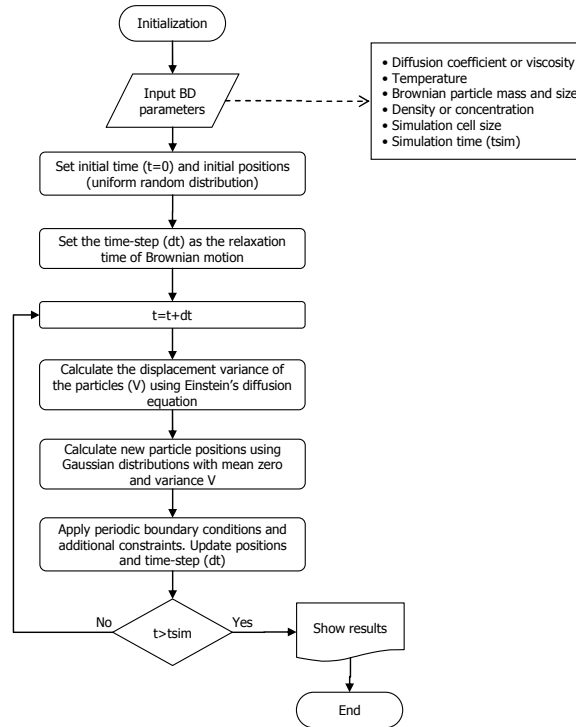 Initialization
Input BD
parameters
• Diffusion coefficient or viscosity
• Temperature
• Brownian particle mass and size
• Density or concentration
• Simulation cell size
• Simulation time (tsim)
Set initial time (t=0) and initial positions
(uniform random distribution)
Set the time-step (dt) as the relaxation
time of Brownian motion
t=t+dt
Calculate the displacement variance of
the particles (V) using Einstein's diffusion
equation
Calculate new particle positions using
Gaussian distributions with mean zero
and variance V
Apply periodic boundary conditions and
additional constraints. Update positions
and time-step (dt)
No
t>tsim
Yes
Show results
End